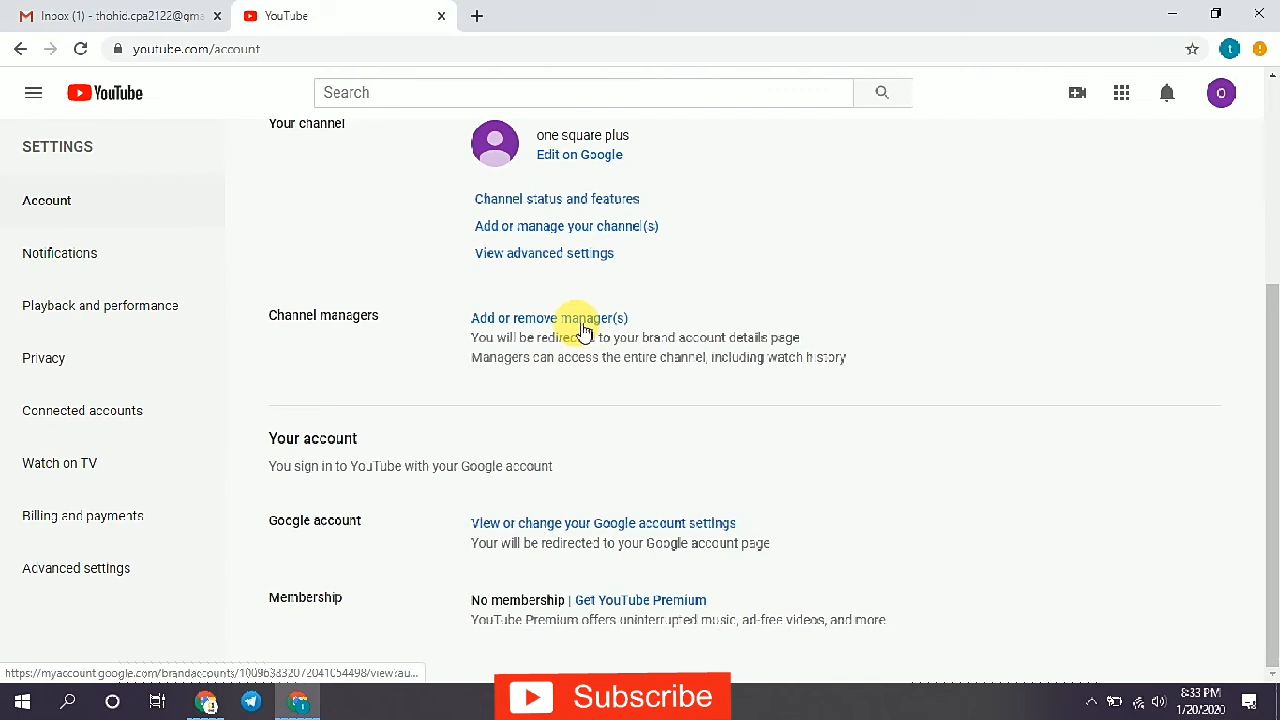 Inbox (1) - thohid.cpa2122@gma
YouTube
youtube.com/account
t
YouTube
Search
O
SETTINGS
Account
Notifications
Playback and performance
Privacy
Connected accounts
Watch on TV
Billing and payments
Advanced settings
Your channel
one square plus
Edit on Google
Channel status and features
Add or manage your channel(s)
View advanced settings
Channel managers
Add or remove manager(s)
You will be redirected to your brand account details page
Managers can access the entire channel, including watch history
Your account
You sign in to YouTube with your Google account
Google account
View or change your Google account settings
Your will be redirected to your Google account page
Membership
No membership | Get YouTube Premium
YouTube Premium offers uninterrupted music, ad-free videos, and more
Subscribe
8:33 PM
1/20/2020